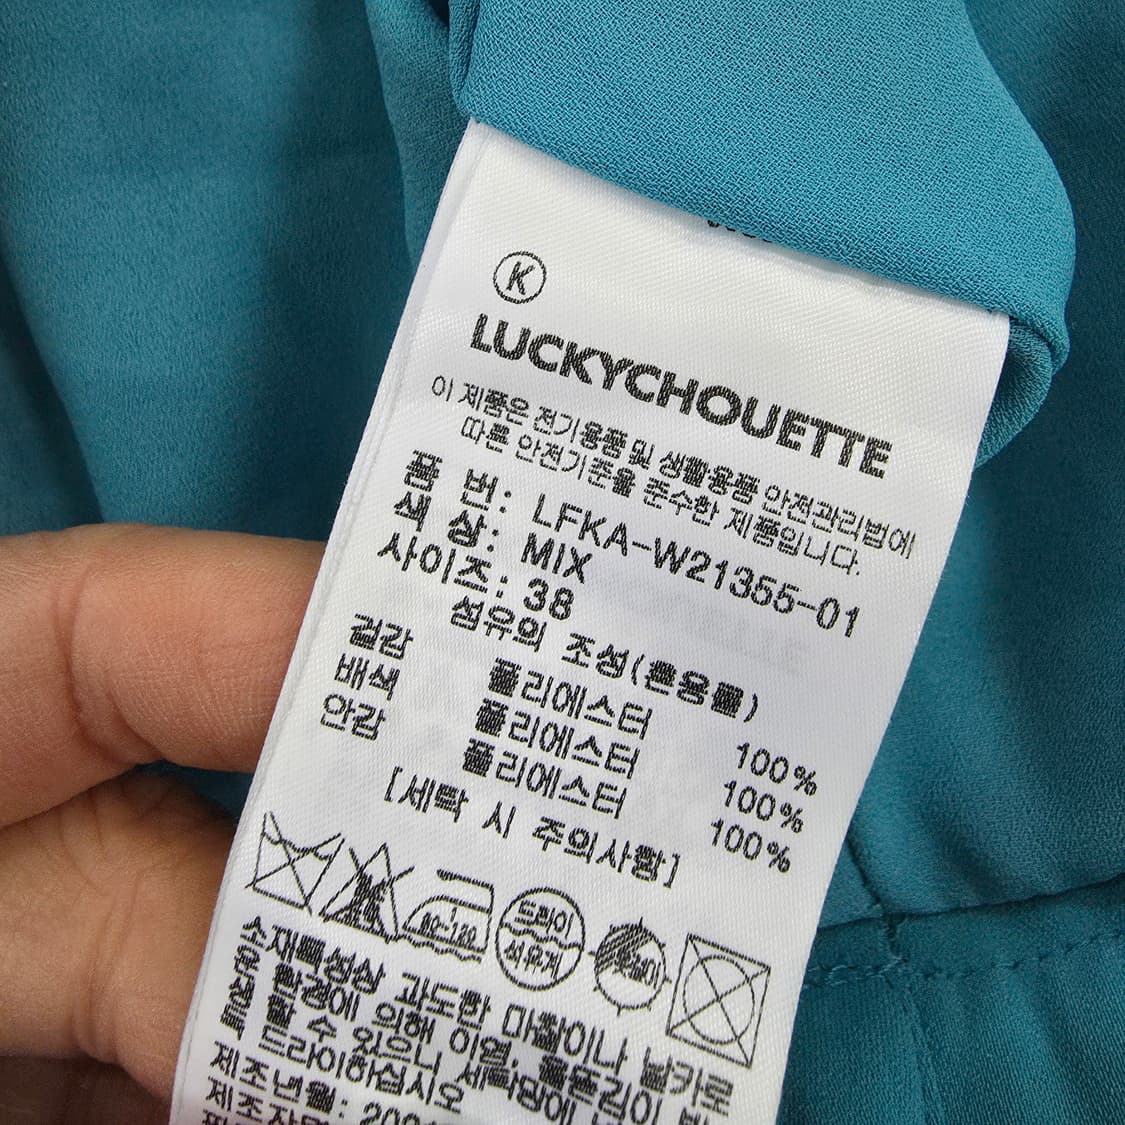 K
LUCKYCHOUETTE
이 제품은 전기용품 및 생활용품 안전관리법에
따른 안전기준을 준수한 제품입니다.
품 번: LFKA-W21355-01
색 상: MIX
사이즈: 38
섬유의 조성(혼용률)
겉감 폴리에스터 100%
배색 폴리에스터 100%
안감 폴리에스터 100%
[세탁 시 주의사항]
80-120
드라이
석유계
소재특성상 과도한 마찰이나 날카로
운 환경에 의해 이염, 올뜯김이 발
생할 수 있으니 세탁망에 넣
드라이하십시오
제조년월:
제조자명